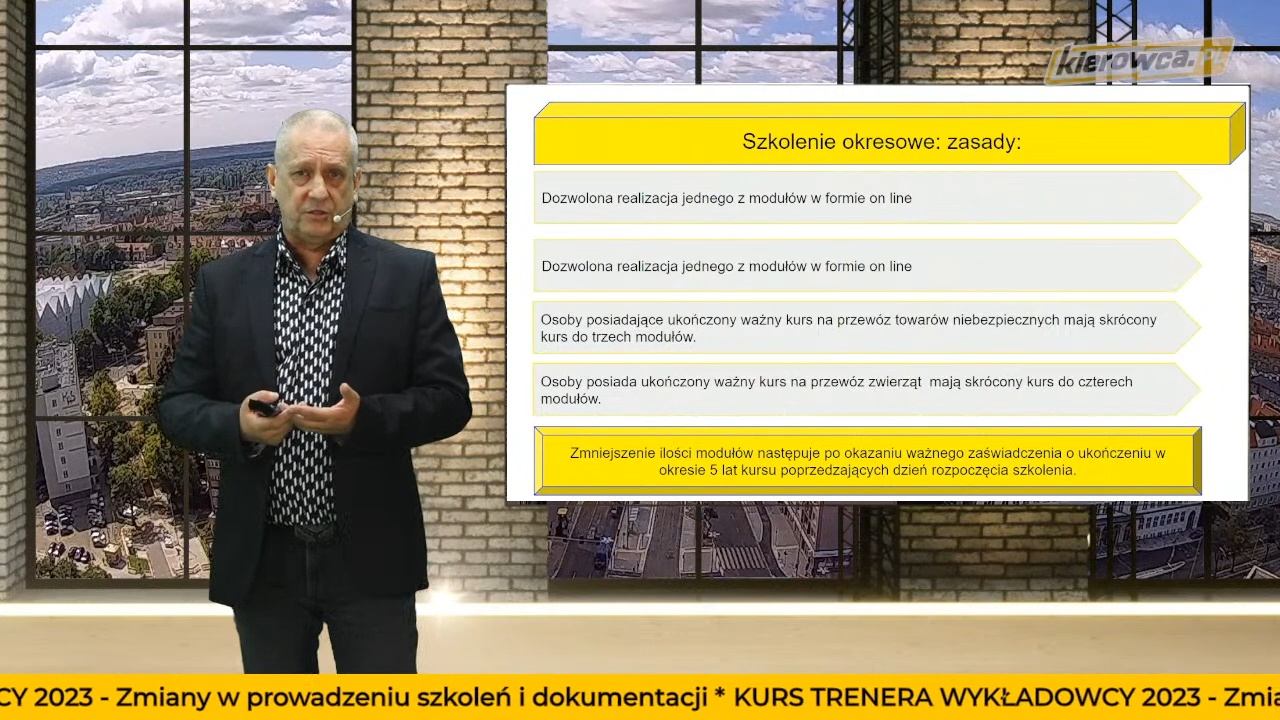 kierowca.pl
Szkolenie okresowe: zasady:
Dozwolona realizacja jednego z modułów w formie on line
Dozwolona realizacja jednego z modułów w formie on line
Osoby posiadające ukończony ważny kurs na przewóz towarów niebezpiecznych mają skrócony
kurs do trzech modułów.
Osoby posiada ukończony ważny kurs na przewóz zwierząt  mają skrócony kurs do czterech
modułów.
Zmniejszenie ilości modułów następuje po okazaniu ważnego zaświadczenia o ukończeniu w
okresie 5 lat kursu poprzedzających dzień rozpoczęcia szkolenia.
CY 2023 - Zmiany w prowadzeniu szkoleń i dokumentacji * KURS TRENERA WYKŁADOWCY 2023 - Zmia